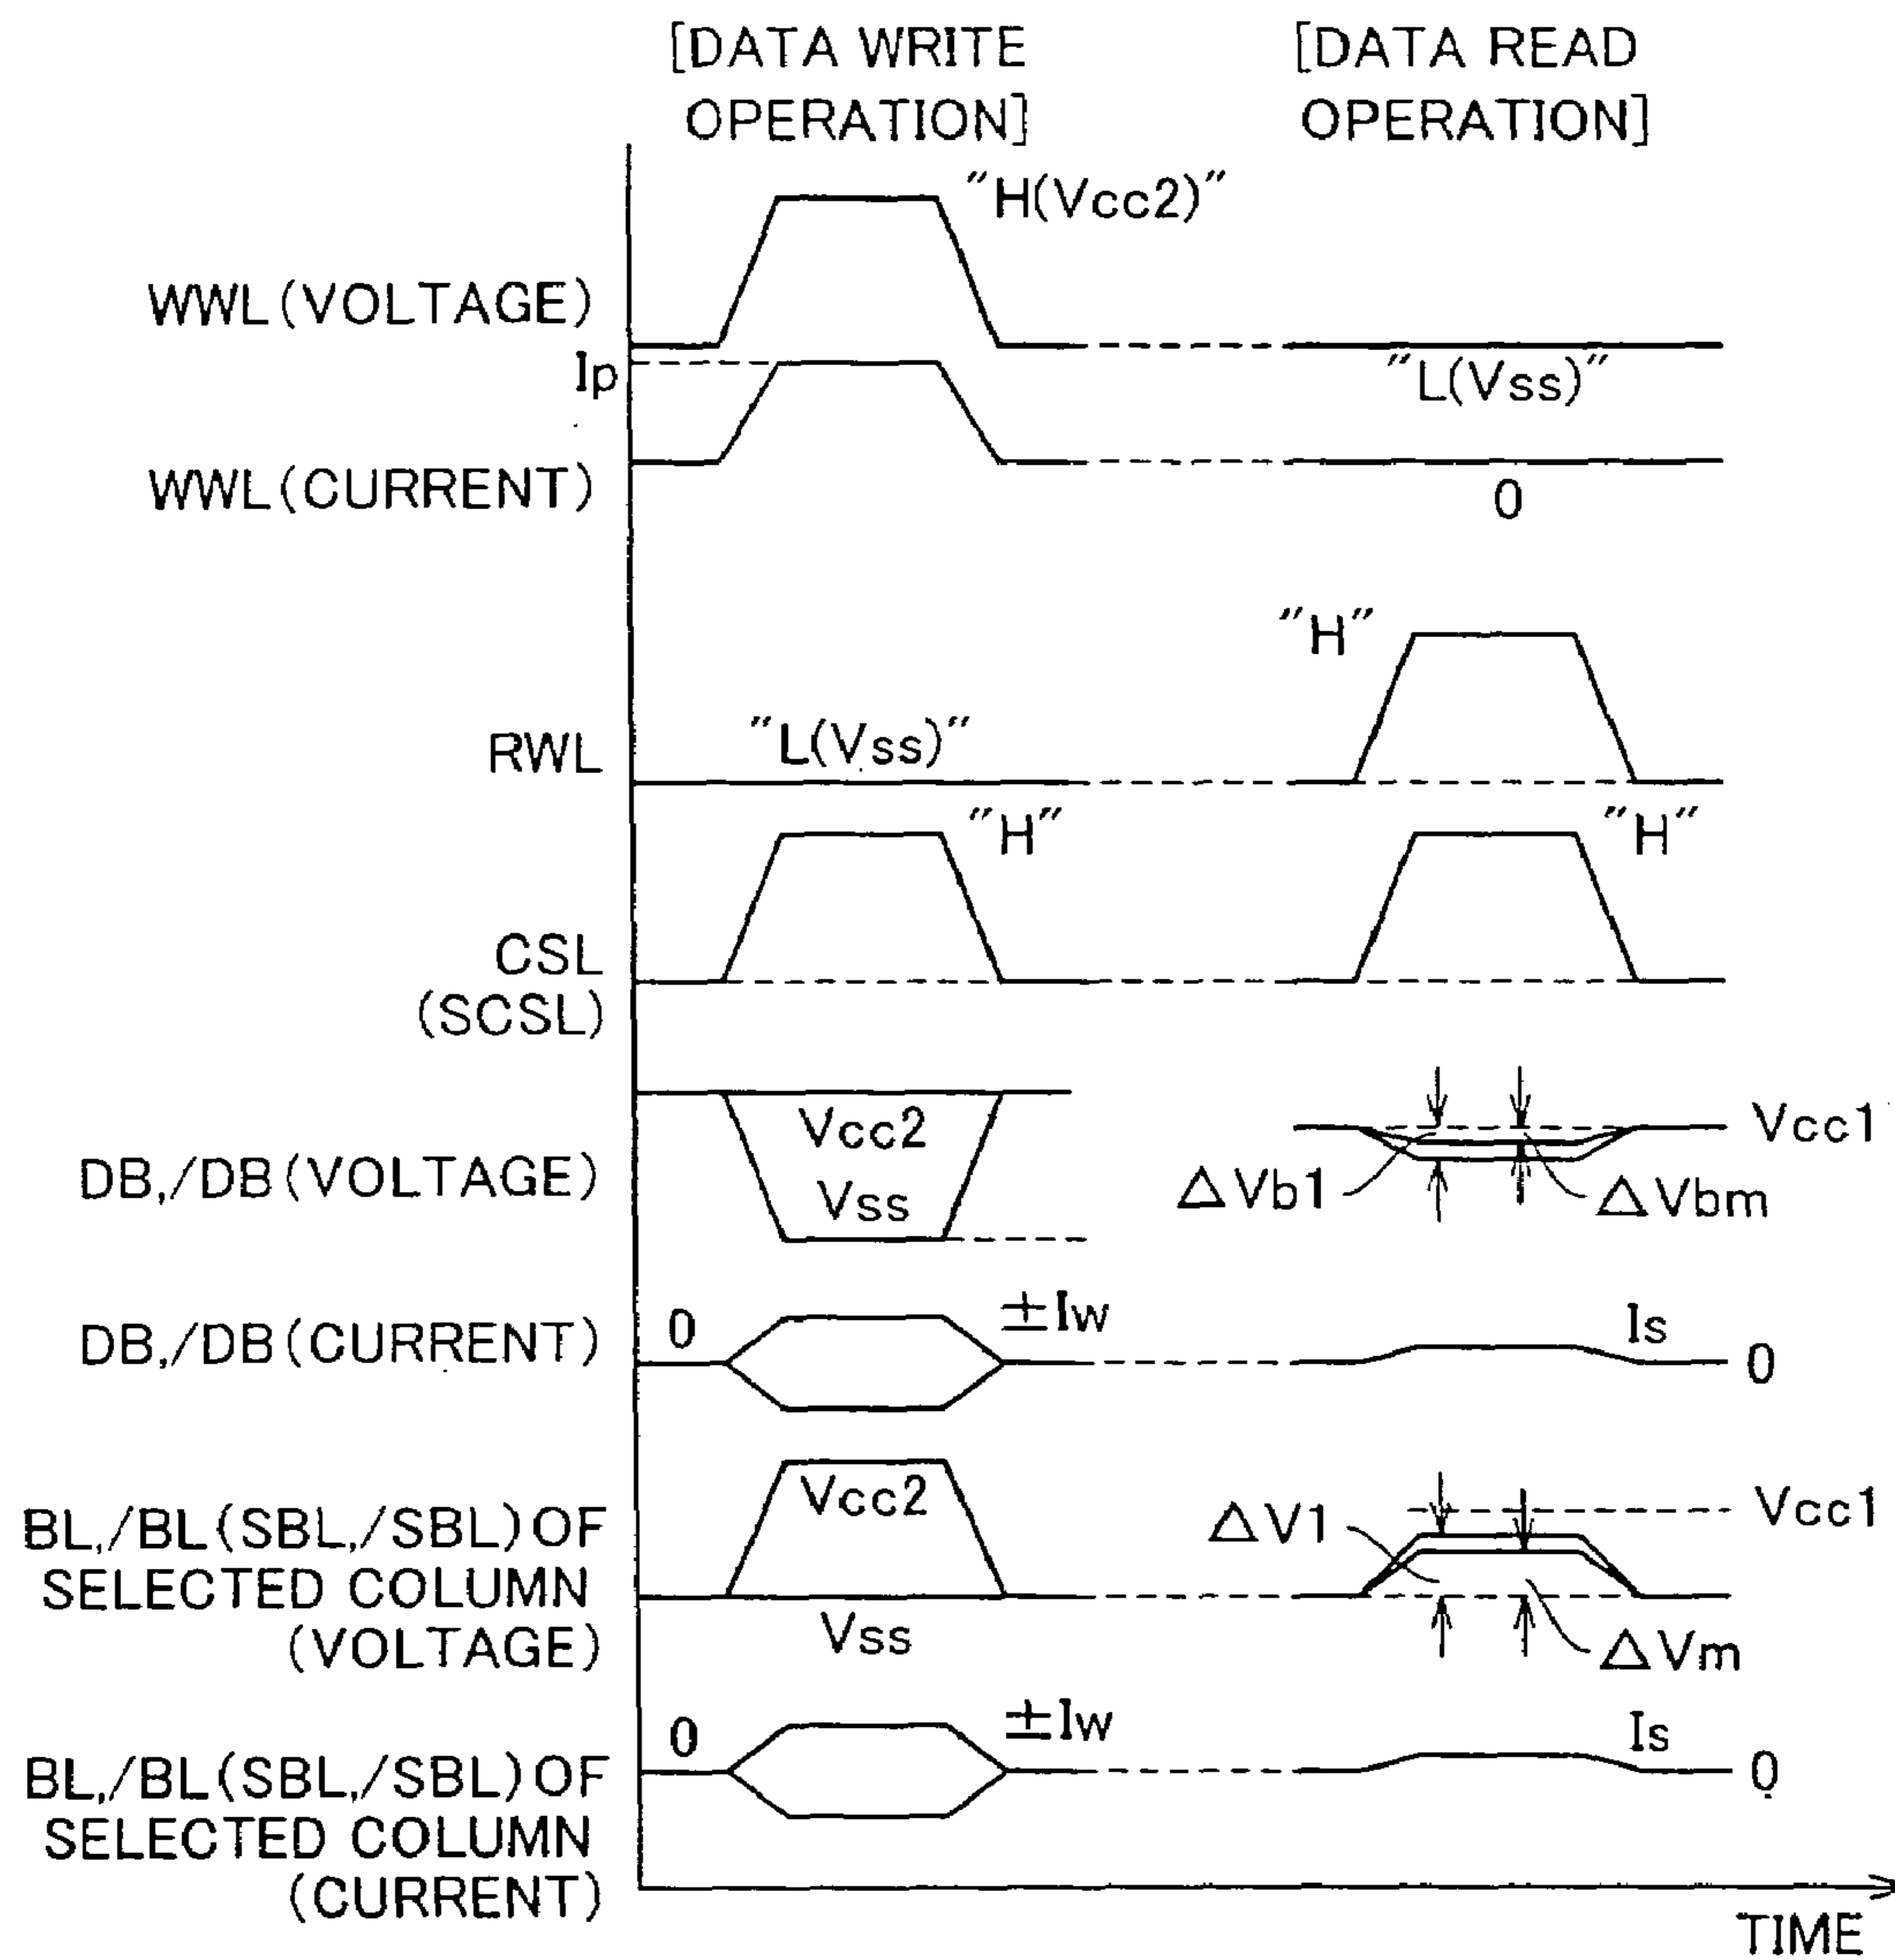 [DATA WRITE
OPERATION]
[DATA READ
OPERATION]
"H(Vcc2)"
WWL(VOLTAGE)
Ip
"L(Vss)"
WWL(CURRENT)
0
"H"
RWL
"L(Vss)"
"H"
"H"
CSL
(SCSL)
Vcc2
Vss
Vcc1
DB,/DB(VOLTAGE)
ΔVb1
ΔVbm
DB,/DB(CURRENT)
0
±Iw
Is
0
Vcc2
Vcc1
BL,/BL(SBL,/SBL)OF
SELECTED COLUMN
(VOLTAGE)
ΔV1
Vss
ΔVm
BL,/BL(SBL,/SBL)OF
SELECTED COLUMN
(CURRENT)
0
±Iw
Is
0
TIME